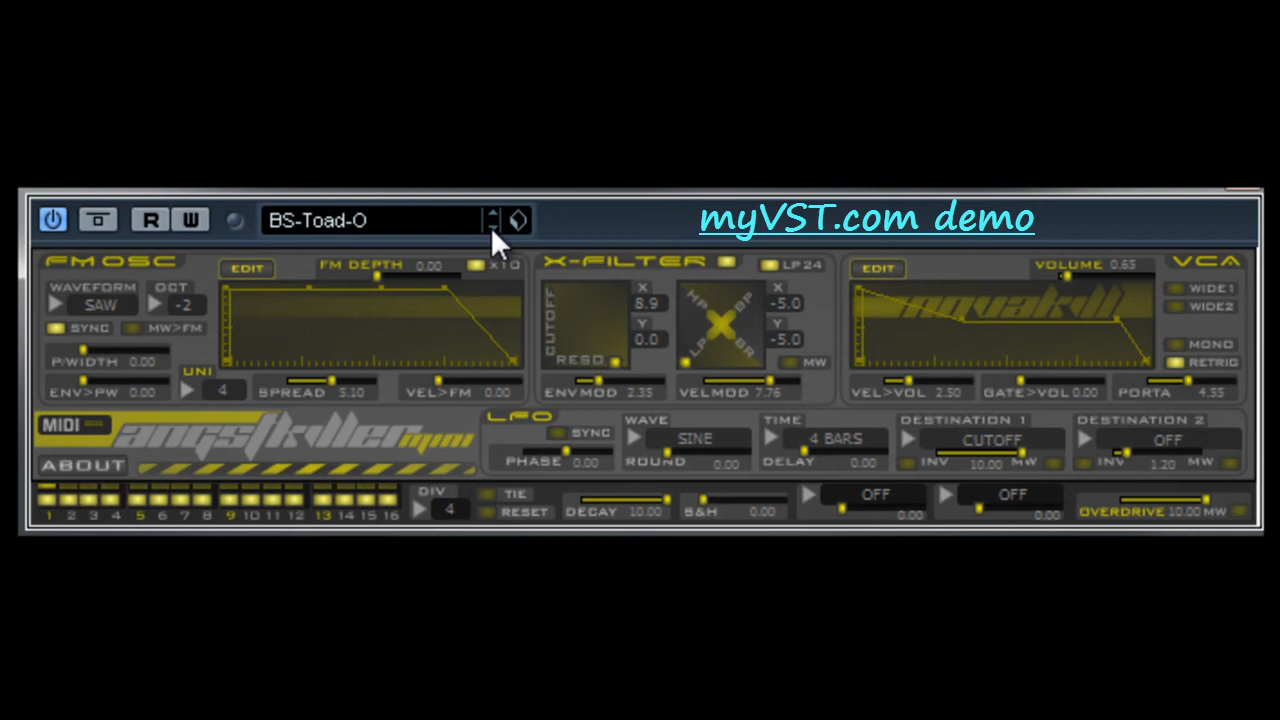 R W BS-Toad-O myVST.com demo
FM OSC EDIT FM DEPTH 0.00 X10 X-FILTER LP24 EDIT VOLUME 0.65 VCA
WAVEFORM OCT X X WIDE1
SAW -2 8.9 -5.0 WIDE2
SYNC MW>FM CUTOFF HP BP Y Y
0.0 LP BR -5.0 MONO
P/WIDTH 0.00 RESO MW RETRIG
UNI
ENV>PW 0.00 4 SPREAD 5.10 VEL>FM 0.00 ENVMOD 2.35 VELMOD 7.76 VEL>VOL 2.50 GATE>VOL 0.00 PORTA 4.55
MIDI angstkiller mini LFO WAVE TIME DESTINATION 1 DESTINATION 2
SYNC SINE 4 BARS CUTOFF OFF
ABOUT PHASE 0.00 ROUND 0.00 DELAY 0.00 INV 10.00 MW INV 1.20 MW
DIV TIE OFF OFF
1 2 3 4 5 6 7 8 9 10 11 12 13 14 15 16 4 RESET DECAY 10.00 S&H 0.00 0.00 0.00 OVERDRIVE 10.00 MW